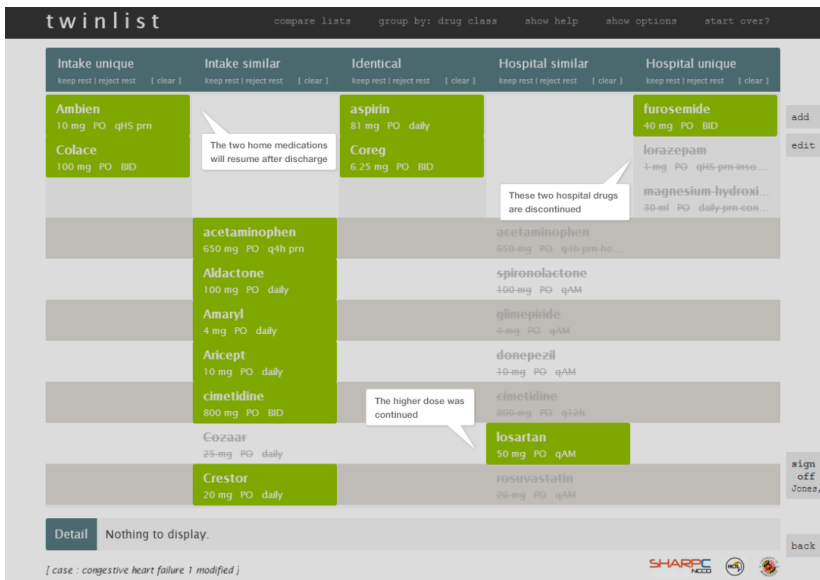 twinlist
compare lists group by: drug class show help show options start over?
Intake unique
keep rest | reject rest [ clear ]
Intake similar
keep rest | reject rest [ clear ]
Identical
keep rest | reject rest [ clear ]
Hospital similar
keep rest | reject rest [ clear ]
Hospital unique
keep rest | reject rest [ clear ]
Ambien
10 mg PO qHS prn
aspirin
81 mg PO daily
furosemide
40 mg PO BID
add
The two home medications
will resume after discharge
Colace
100 mg PO BID
Coreg
6.25 mg PO BID
lorazepam
1 mg PO qHS prn inso...
edit
These two hospital drugs
are discontinued
magnesium hydroxi...
30 ml PO daily prn con...
acetaminophen
650 mg PO q4h prn
acetaminophen
650 mg PO q4h prn he...
Aldactone
100 mg PO daily
spironolactone
100 mg PO qAM
Amaryl
4 mg PO daily
glimepiride
4 mg PO qAM
Aricept
10 mg PO daily
donepezil
10 mg PO qAM
cimetidine
800 mg PO BID
The higher dose was
continued
cimetidine
800 mg PO q12h
Cozaar
25 mg PO daily
losartan
50 mg PO qAM
Crestor
20 mg PO daily
rosuvastatin
20 mg PO qAM
sign
off
Jones,
Detail Nothing to display.
back
[ case : congestive heart failure 1 modified ]
SHARPC
NCCD